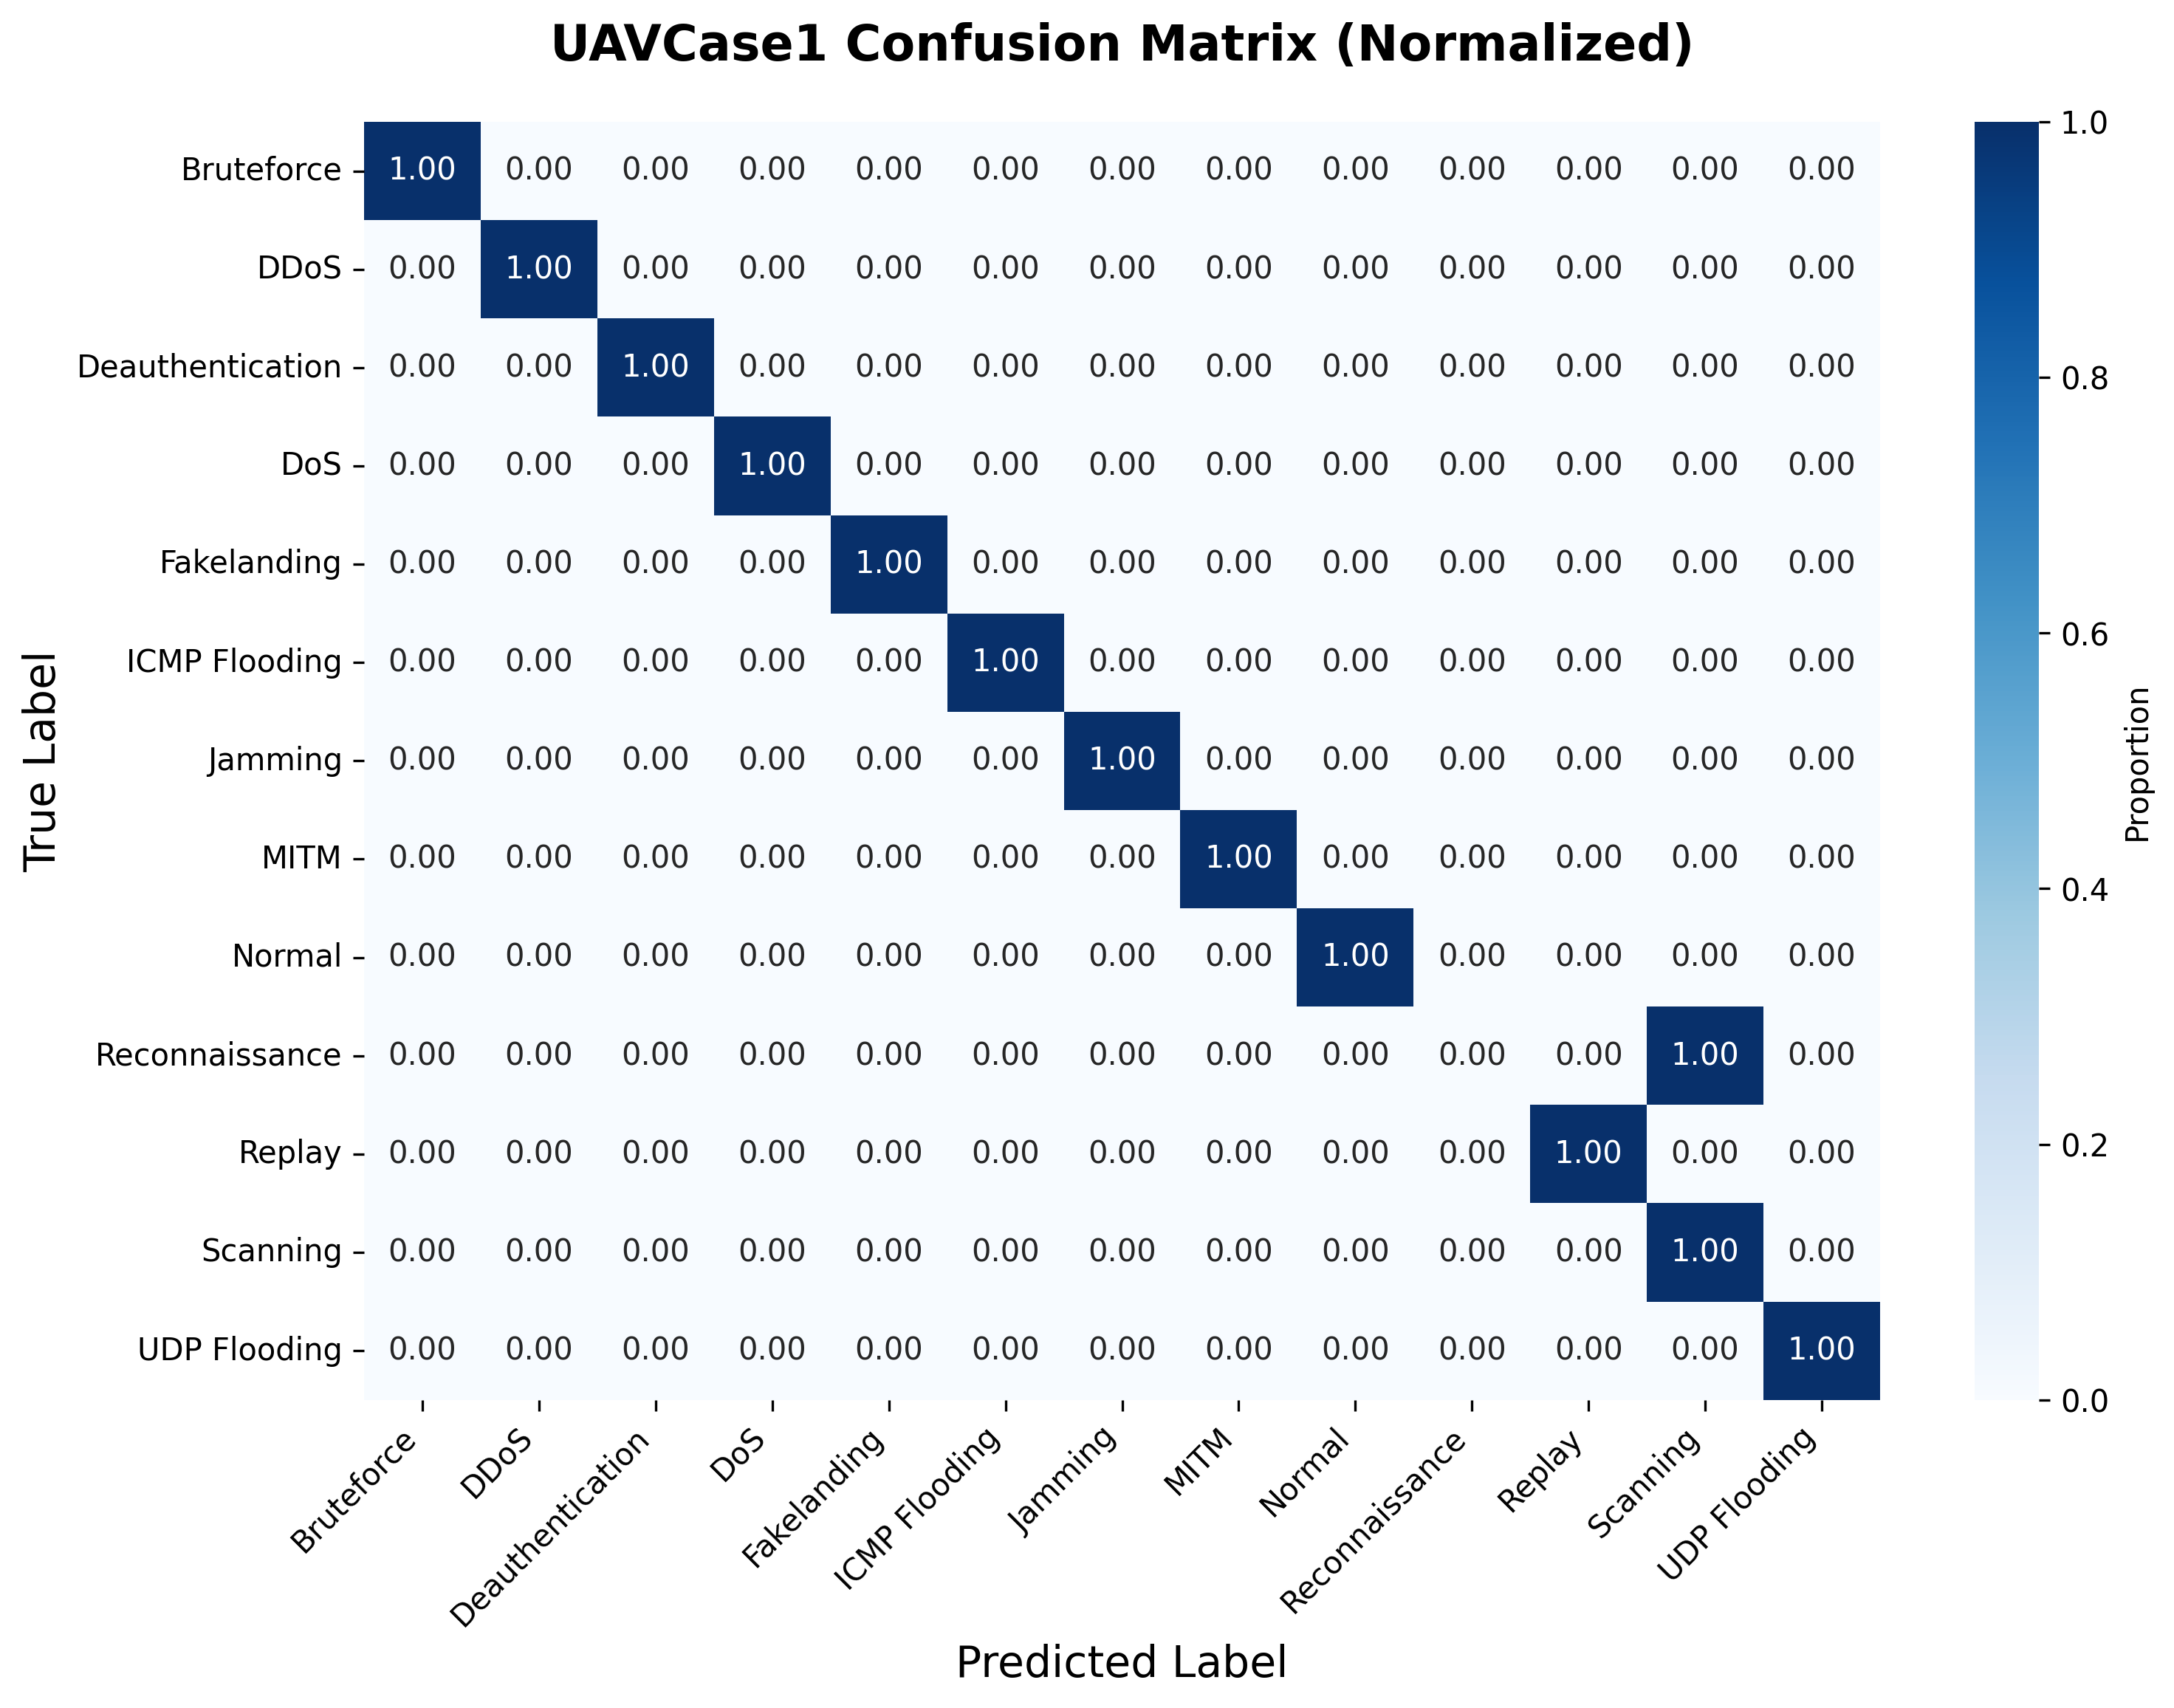 UAVCase1 Confusion Matrix (Normalized)
True Label
Bruteforce 1.00 0.00 0.00 0.00 0.00 0.00 0.00 0.00 0.00 0.00 0.00 0.00 0.00
DDoS 0.00 1.00 0.00 0.00 0.00 0.00 0.00 0.00 0.00 0.00 0.00 0.00 0.00
Deauthentication 0.00 0.00 1.00 0.00 0.00 0.00 0.00 0.00 0.00 0.00 0.00 0.00 0.00
DoS 0.00 0.00 0.00 1.00 0.00 0.00 0.00 0.00 0.00 0.00 0.00 0.00 0.00
Fakelanding 0.00 0.00 0.00 0.00 1.00 0.00 0.00 0.00 0.00 0.00 0.00 0.00 0.00
ICMP Flooding 0.00 0.00 0.00 0.00 0.00 1.00 0.00 0.00 0.00 0.00 0.00 0.00 0.00
Jamming 0.00 0.00 0.00 0.00 0.00 0.00 1.00 0.00 0.00 0.00 0.00 0.00 0.00
MITM 0.00 0.00 0.00 0.00 0.00 0.00 0.00 1.00 0.00 0.00 0.00 0.00 0.00
Normal 0.00 0.00 0.00 0.00 0.00 0.00 0.00 0.00 1.00 0.00 0.00 0.00 0.00
Reconnaissance 0.00 0.00 0.00 0.00 0.00 0.00 0.00 0.00 0.00 0.00 0.00 1.00 0.00
Replay 0.00 0.00 0.00 0.00 0.00 0.00 0.00 0.00 0.00 0.00 1.00 0.00 0.00
Scanning 0.00 0.00 0.00 0.00 0.00 0.00 0.00 0.00 0.00 0.00 0.00 1.00 0.00
UDP Flooding 0.00 0.00 0.00 0.00 0.00 0.00 0.00 0.00 0.00 0.00 0.00 0.00 1.00
Bruteforce
DDoS
Deauthentication
DoS
Fakelanding
ICMP Flooding
Jamming
MITM
Normal
Reconnaissance
Replay
Scanning
UDP Flooding
Predicted Label
1.0
0.8
0.6
0.4
0.2
0.0
Proportion